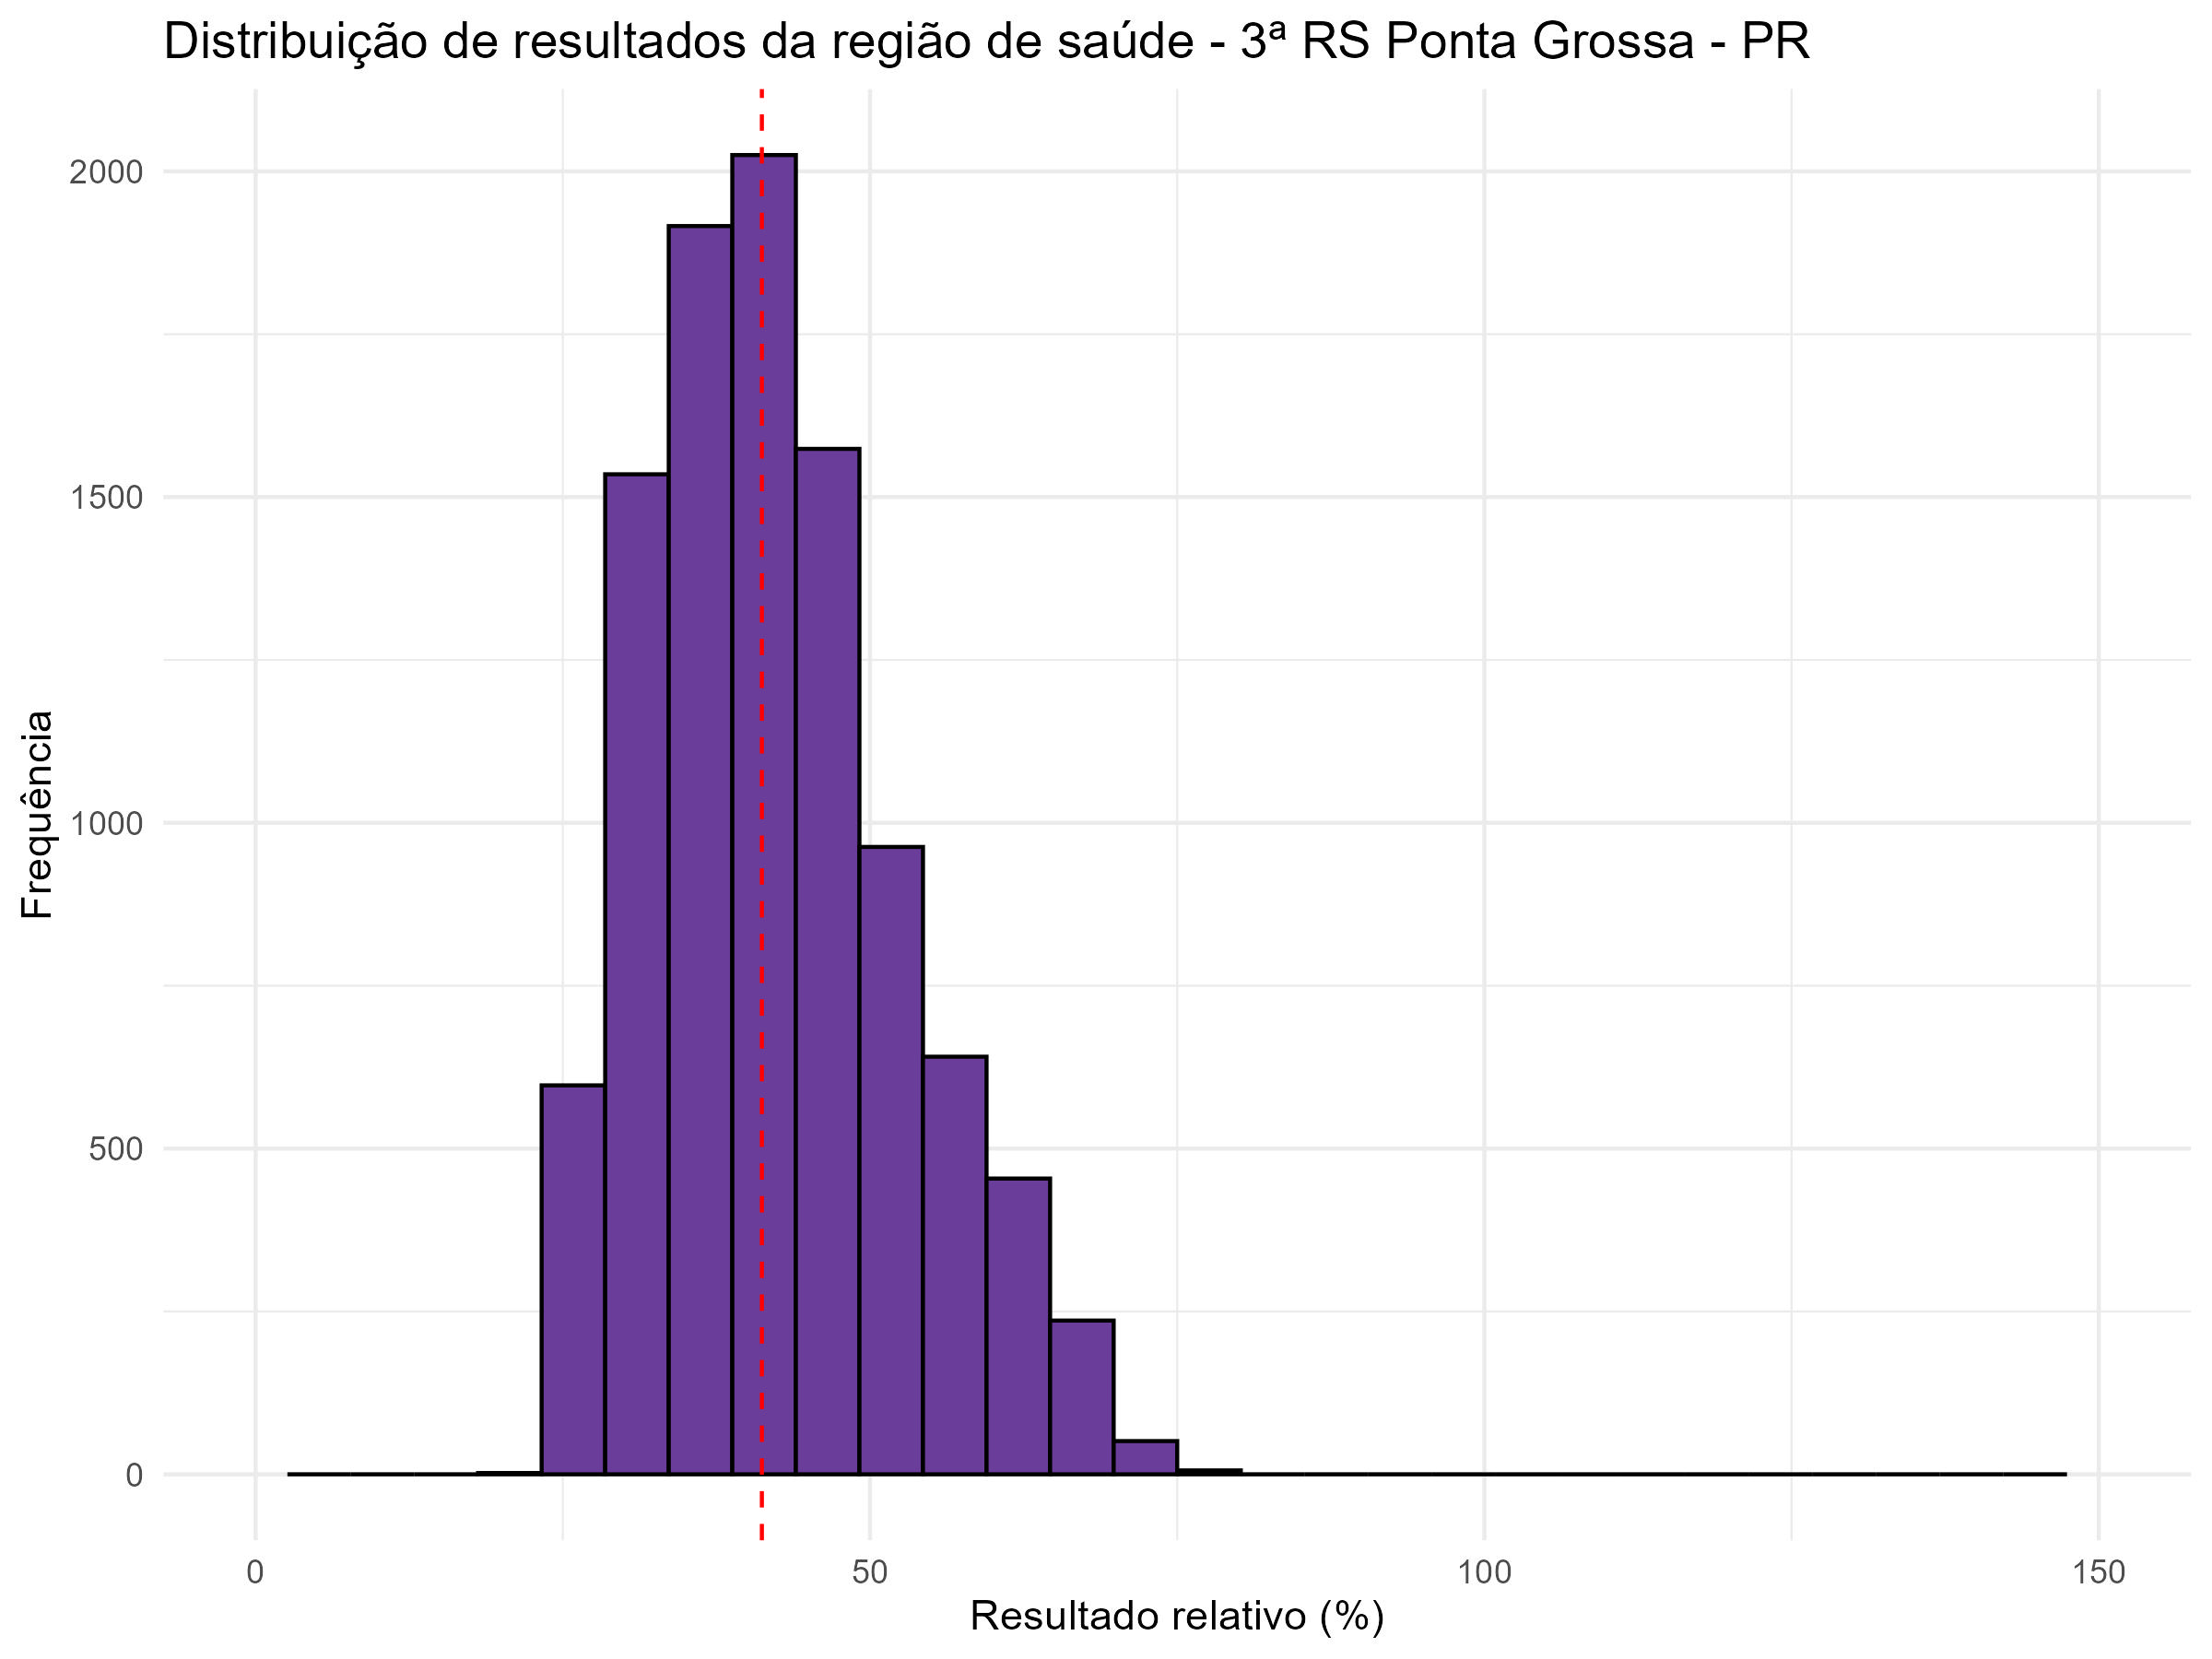 Distribuição de resultados da região de saúde - 3ª RS Ponta Grossa - PR
Frequência
2000
1500
1000
500
0
0 50 100 150
Resultado relativo (%)